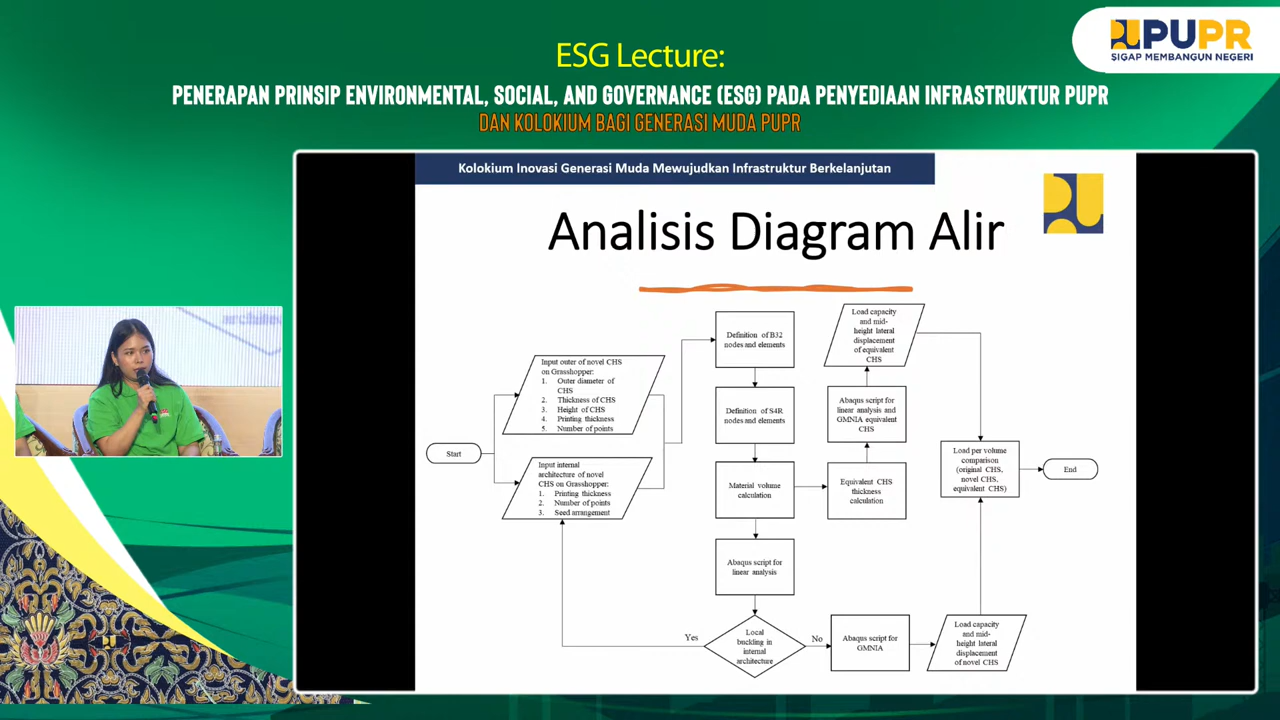 ESG Lecture:
PENERAPAN PRINSIP ENVIRONMENTAL, SOCIAL, AND GOVERNANCE (ESG) PADA PENYEDIAAN INFRASTRUKTUR PUPR
DAN KOLOKIUM BAGI GENERASI MUDA PUPR
PUPR
SIGAP MEMBANGUN NEGERI
Kolokium Inovasi Generasi Muda Mewujudkan Infrastruktur Berkelanjutan
Analisis Diagram Alir
Start
Input outer of novel CHS
on Grasshopper:
1. Outer diameter of
CHS
2. Thickness of CHS
3. Height of CHS
4. Printing thickness
5. Number of points
Input internal
architecture of novel
CHS on Grasshopper:
1. Printing thickness
2. Number of points
3. Seed arrangement
Definition of B32
nodes and elements
Definition of S4R
nodes and elements
Material volume
calculation
Abaqus script for
linear analysis
Local
buckling in
internal
architecture
Yes
No
Load capacity
and mid-
height lateral
displacement
of equivalent
CHS
Abaqus script for
linear analysis and
GMNIA equivalent
CHS
Equivalent CHS
thickness
calculation
Abaqus script for
GMNIA
Load capacity
and mid-
height lateral
displacement
of novel CHS
Load per volume
comparison
(original CHS,
novel CHS,
equivalent CHS)
End